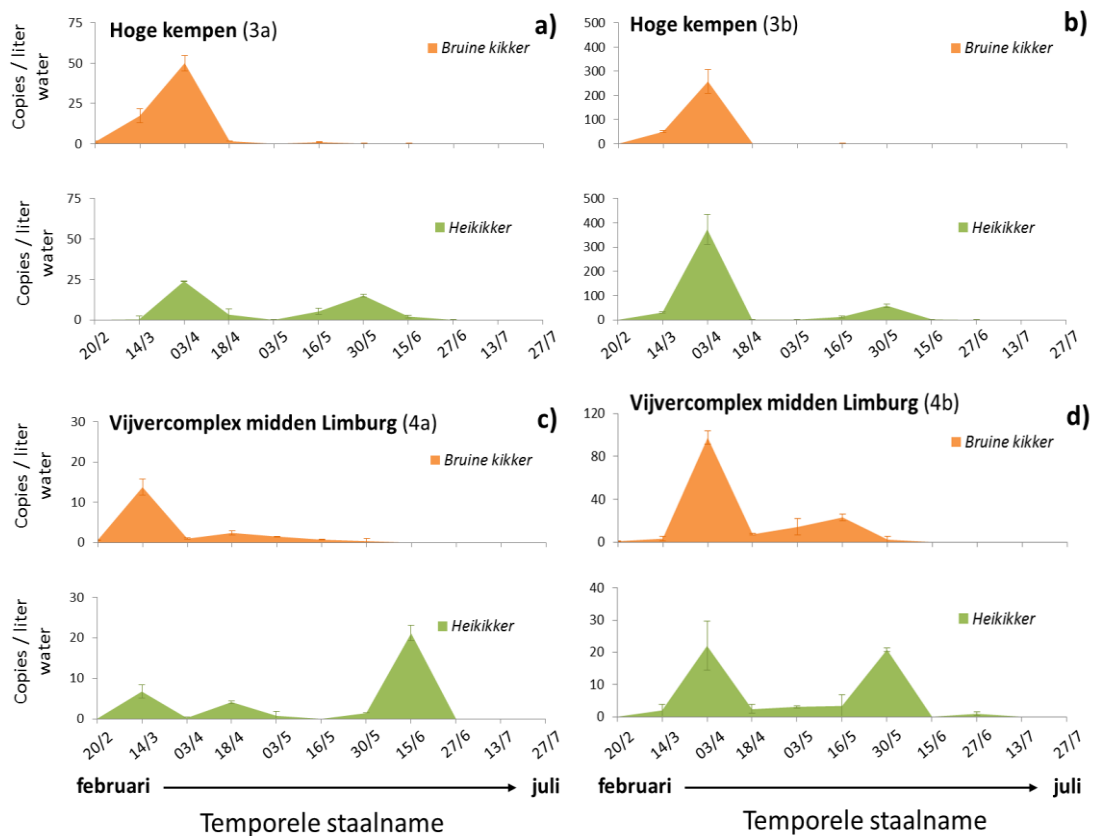 Hoge kempen (3a)
a)
Bruine kikker
Copies / liter
water
75
50
25
0
Heikikker
Copies / liter
water
75
50
25
0
20/2 14/3 03/4 18/4 03/5 16/5 30/5 15/6 27/6 13/7 27/7
Hoge kempen (3b)
b)
Bruine kikker
500
400
300
200
100
0
Heikikker
500
400
300
200
100
0
20/2 14/3 03/4 18/4 03/5 16/5 30/5 15/6 27/6 13/7 27/7
Vijvercomplex midden Limburg (4a)
c)
Bruine kikker
Copies / liter
water
30
20
10
0
Heikikker
Copies / liter
water
30
20
10
0
20/2 14/3 03/4 18/4 03/5 16/5 30/5 15/6 27/6 13/7 27/7
februari juli
Temporele staalname
Vijvercomplex midden Limburg (4b)
d)
Bruine kikker
120
80
40
0
Heikikker
40
30
20
10
0
20/2 14/3 03/4 18/4 03/5 16/5 30/5 15/6 27/6 13/7 27/7
februari juli
Temporele staalname